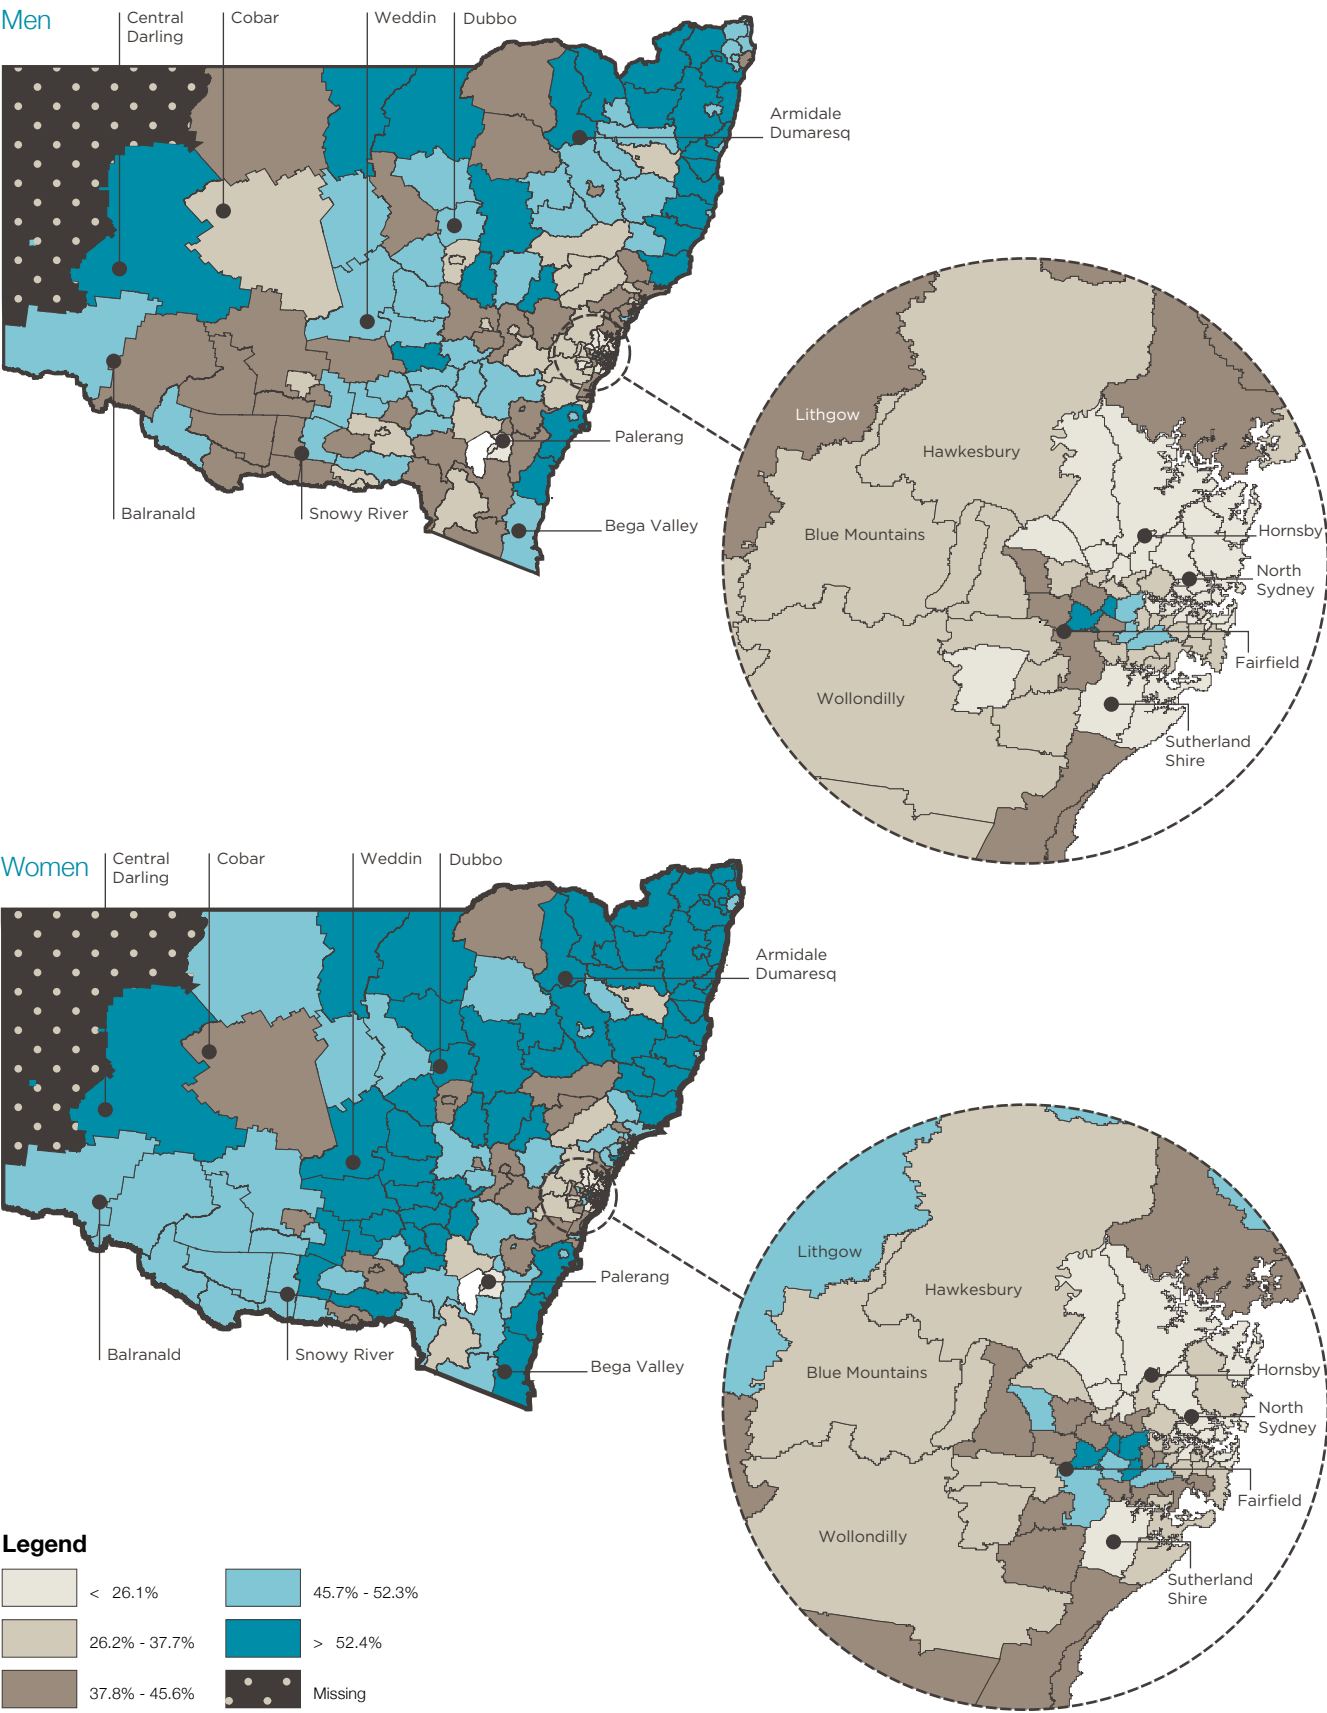 Men
Central
Darling
Cobar
Weddin
Dubbo
Armidale
Dumaresq
Palerang
Balranald
Snowy River
Bega Valley
Lithgow
Hawkesbury
Blue Mountains
Hornsby
North
Sydney
Fairfield
Wollondilly
Sutherland
Shire
Women
Central
Darling
Cobar
Weddin
Dubbo
Armidale
Dumaresq
Palerang
Balranald
Snowy River
Bega Valley
Lithgow
Hawkesbury
Blue Mountains
Hornsby
North
Sydney
Fairfield
Wollondilly
Sutherland
Shire
Legend
< 26.1%
26.2% - 37.7%
37.8% - 45.6%
45.7% - 52.3%
> 52.4%
Missing